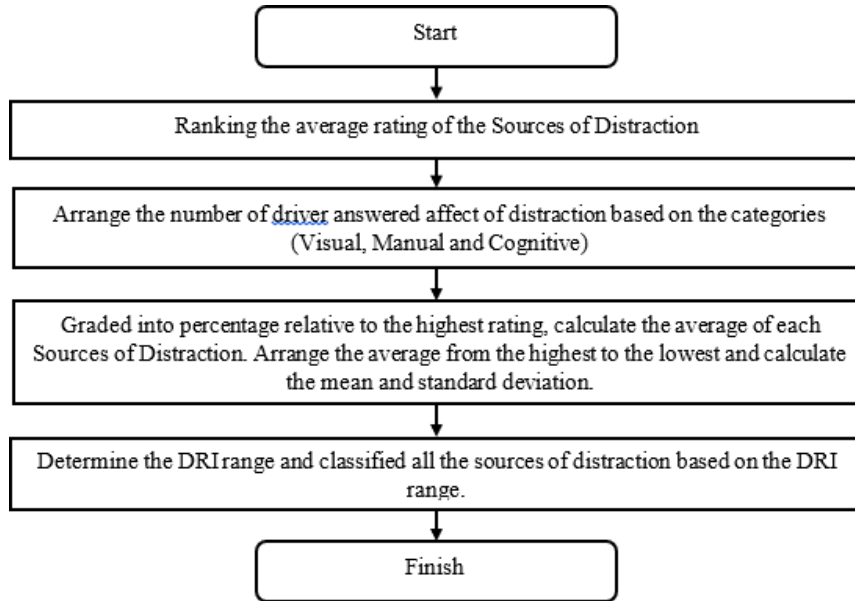 Start
Ranking the average rating of the Sources of Distraction
Arrange the number of driver answered affect of distraction based on the categories
(Visual, Manual and Cognitive)
Graded into percentage relative to the highest rating, calculate the average of each
Sources of Distraction. Arrange the average from the highest to the lowest and calculate
the mean and standard deviation.
Determine the DRI range and classified all the sources of distraction based on the DRI
range.
Finish